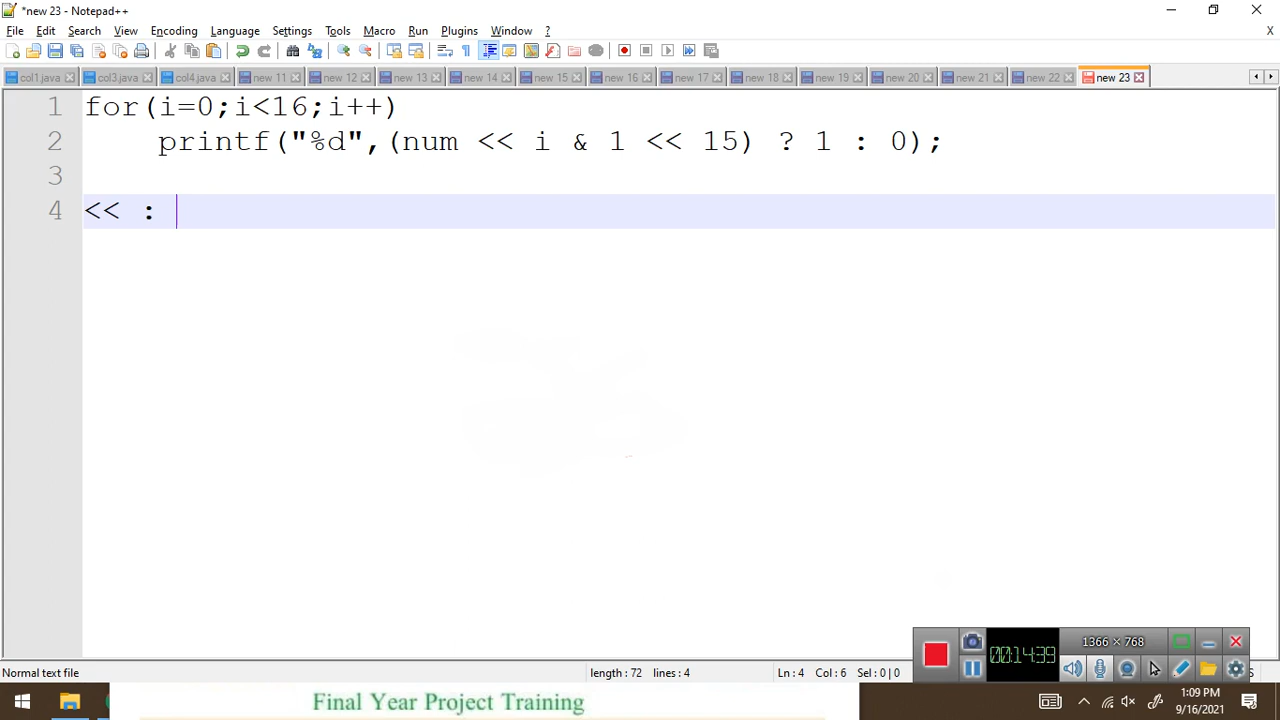 *new 23 - Notepad++
File Edit Search View Encoding Language Settings Tools Macro Run Plugins Window ? X
col1.java col3.java col4.java new 11 new 12 new 13 new 14 new 15 new 16 new 17 new 18 new 19 new 20 new 21 new 22 new 23
1 for(i=0;i<16;i++)
2 printf("%d",(num << i & 1 << 15) ? 1 : 0);
3
4 << :
1366 × 768
00:14:39
Normal text file length : 72 lines : 4 Ln : 4 Col : 6 Sel : 0 | 0 S
Final Year Project Training
1:09 PM
9/16/2021